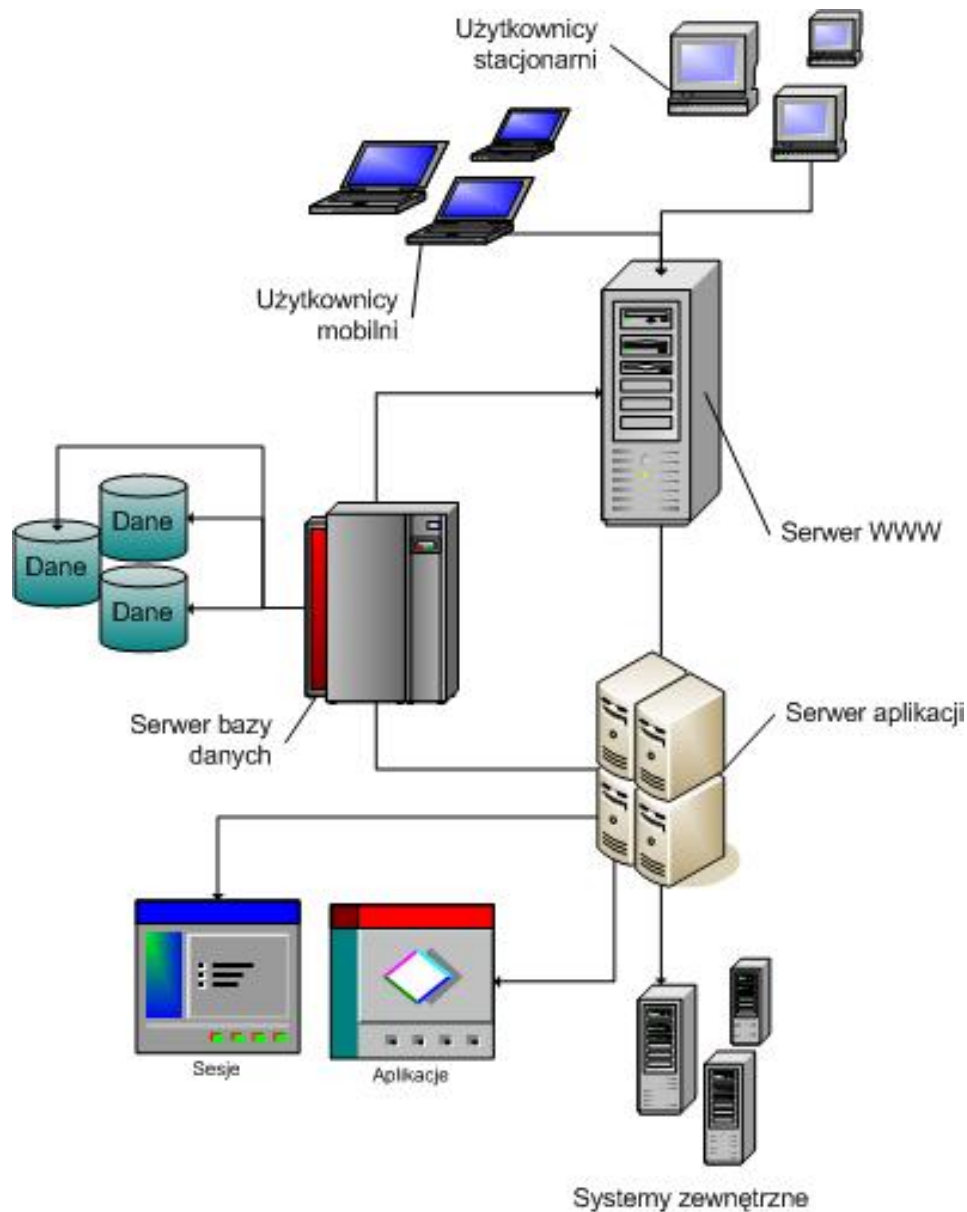 Użytkownicy
stacjonarni
Użytkownicy
mobilni
Dane
Dane
Dane
Serwer WWW
Serwer bazy
danych
Serwer aplikacji
Sesje
Aplikacje
Systemy zewnętrzne